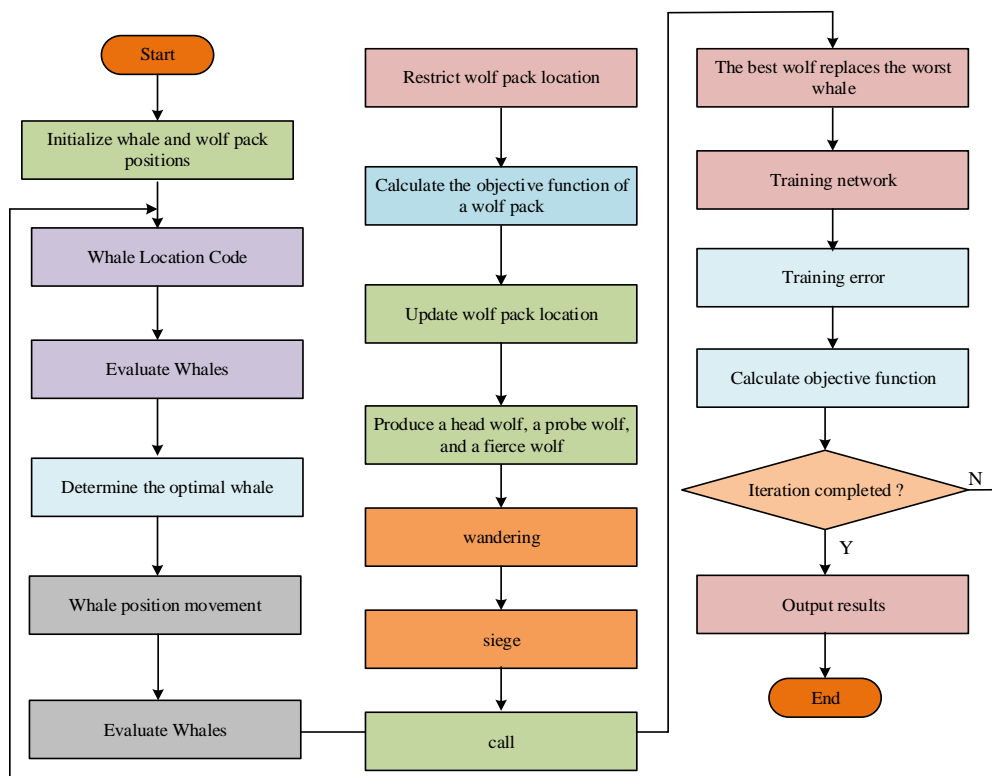 Start
Initialize whale and wolf pack
positions
Whale Location Code
Evaluate Whales
Determine the optimal whale
Whale position movement
Evaluate Whales
Restrict wolf pack location
Calculate the objective function of
a wolf pack
Update wolf pack location
Produce a head wolf, a probe wolf,
and a fierce wolf
wandering
siege
call
The best wolf replaces the worst
whale
Training network
Training error
Calculate objective function
Iteration completed ?
N
Y
Output results
End